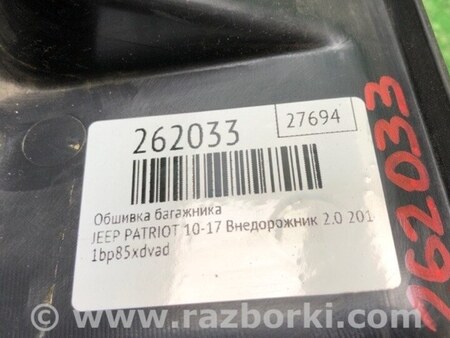 262033
27694
Обшивка багажника
JEEP PATRIOT 10-17 Внедорожник 2.0 201
1bp85xdvad
262033
© www.razborki.com